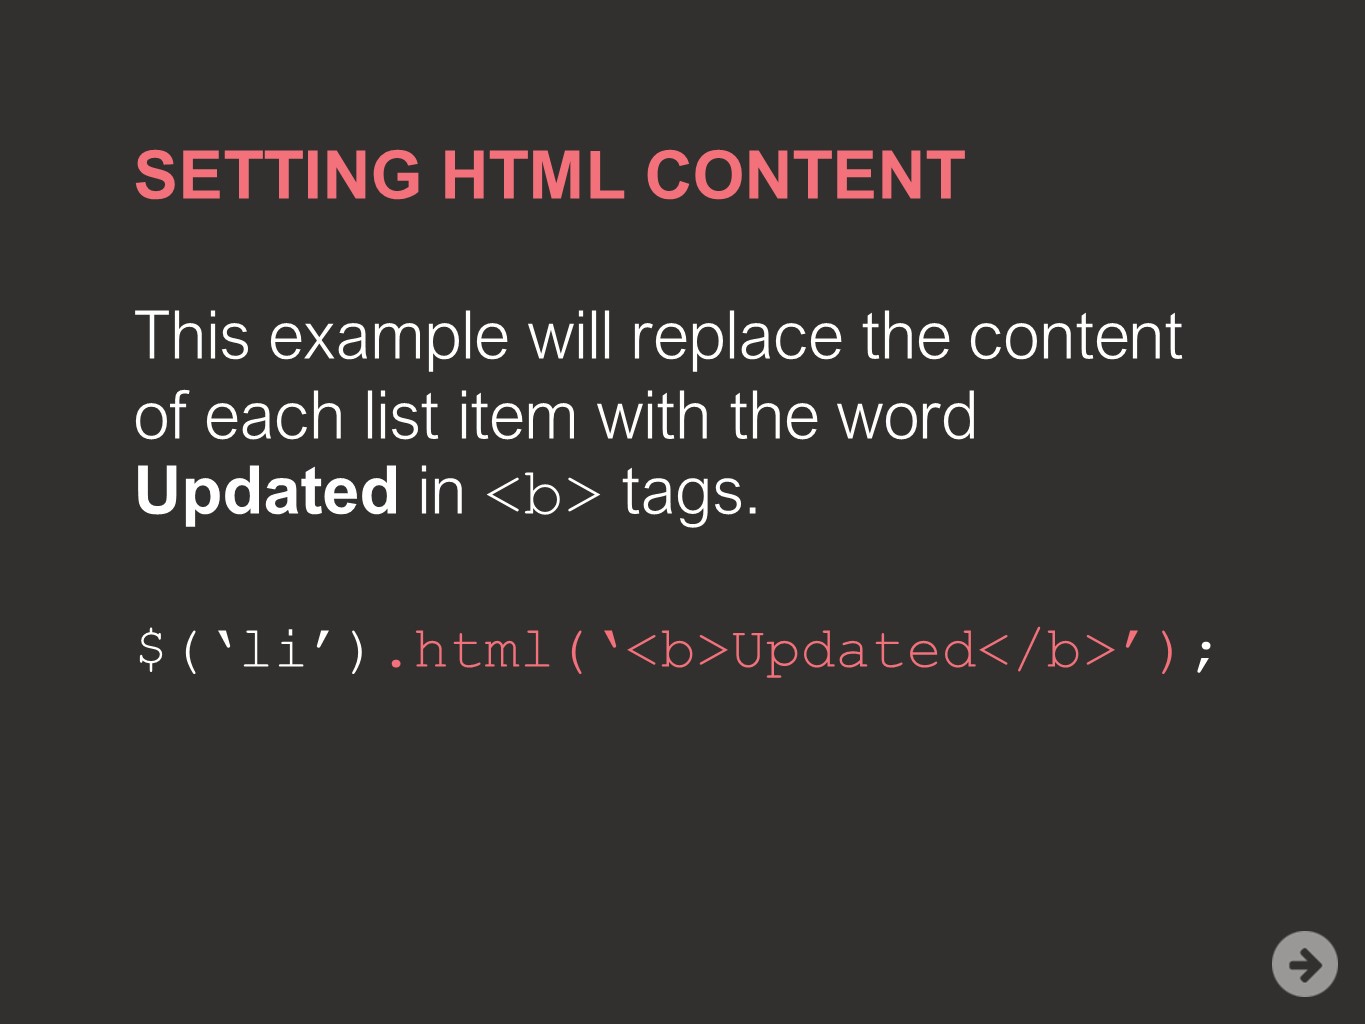 SETTING HTML CONTENT
This example will replace the content
of each list item with the word
Updated in <b> tags.
$(‘li’).html(‘<b>Updated</b>’);